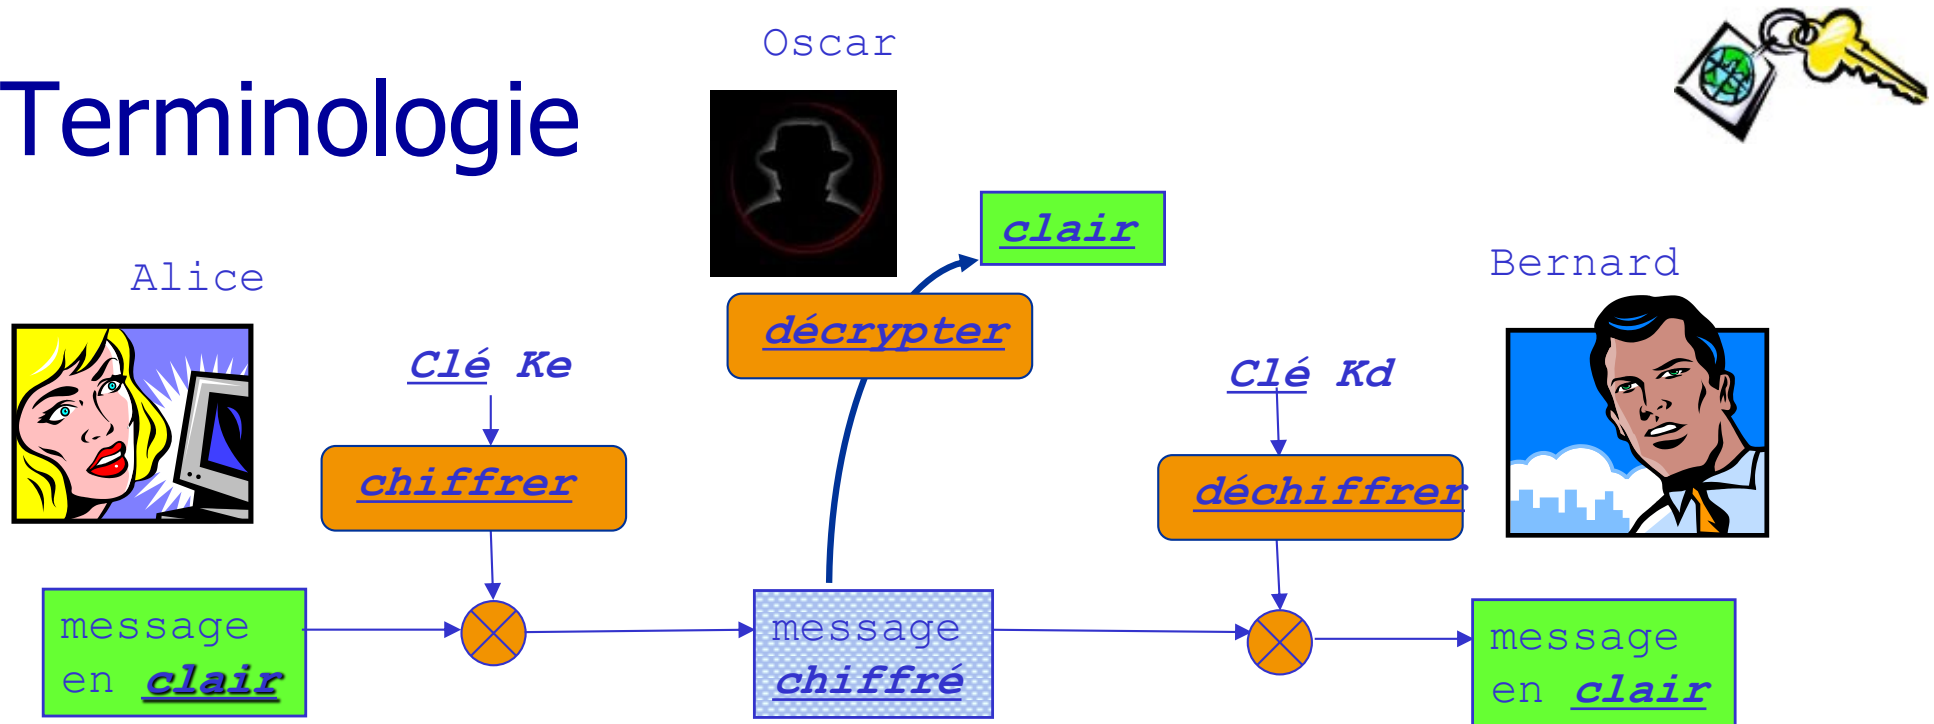 Terminologie
Oscar
clair
Alice
Bernard
décrypter
Clé Ke
Clé Kd
chiffrer
déchiffrer
message
en clair
message
chiffré
message
en clair